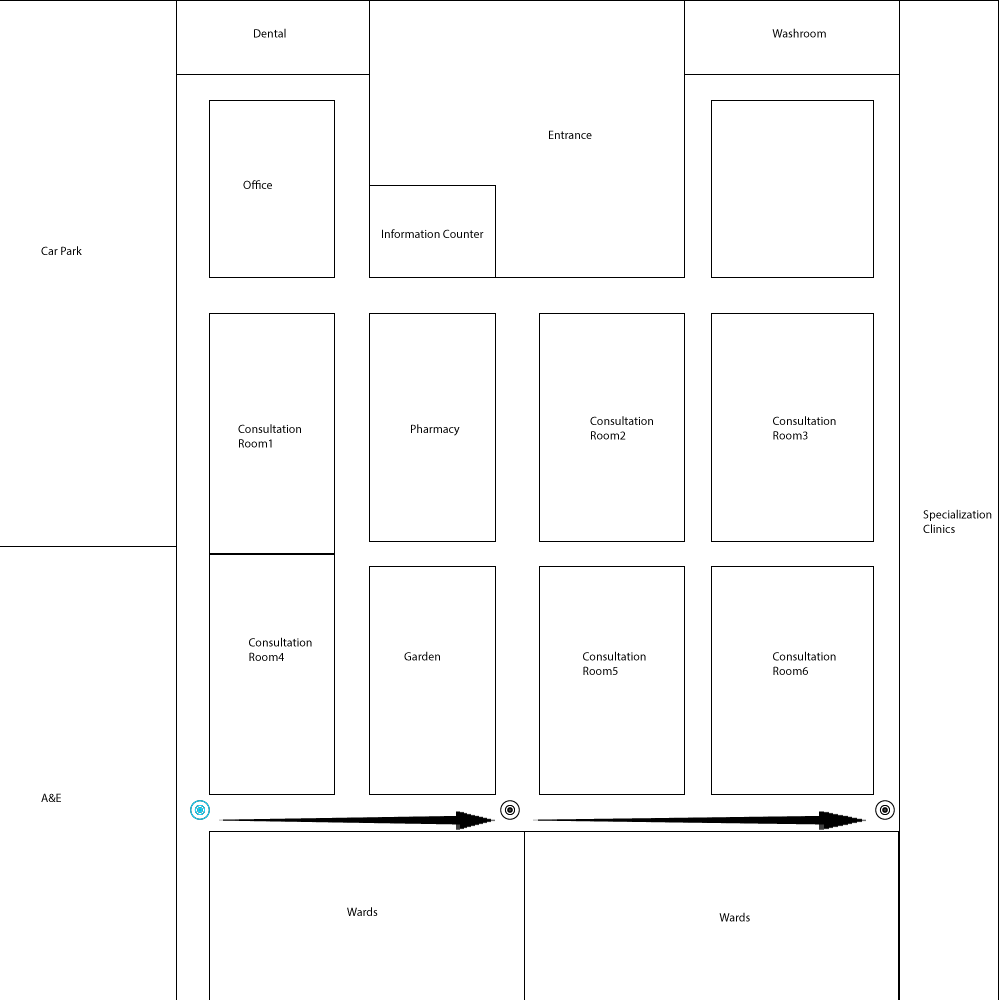 Dental
Washroom
Entrance
Office
Information Counter
Car Park
Consultation
Room1
Pharmacy
Consultation
Room2
Consultation
Room3
Specialization
Clinics
Consultation
Room4
Garden
Consultation
Room5
Consultation
Room6
A&E
Wards
Wards